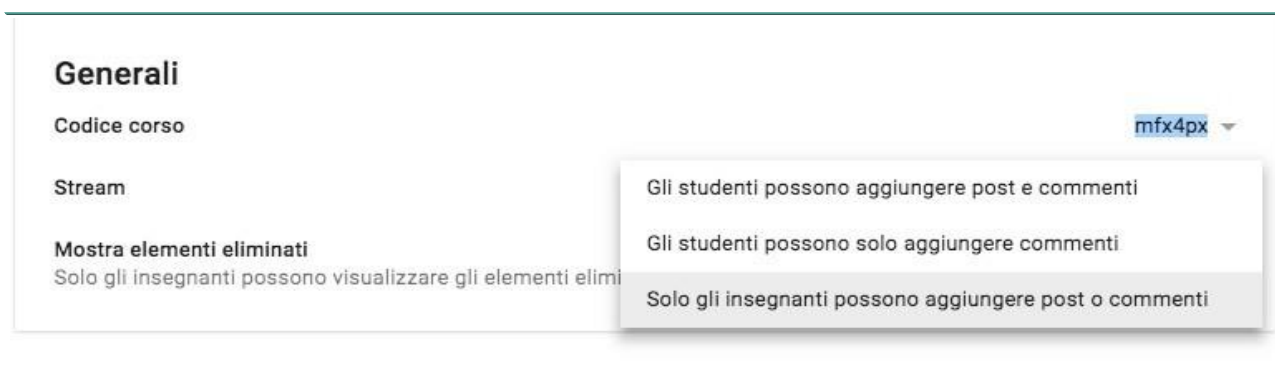 Generali
Codice corso
mfx4px
Stream
Gli studenti possono aggiungere post e commenti
Gli studenti possono solo aggiungere commenti
Mostra elementi eliminati
Solo gli insegnanti possono visualizzare gli elementi elimi
Solo gli insegnanti possono aggiungere post o commenti